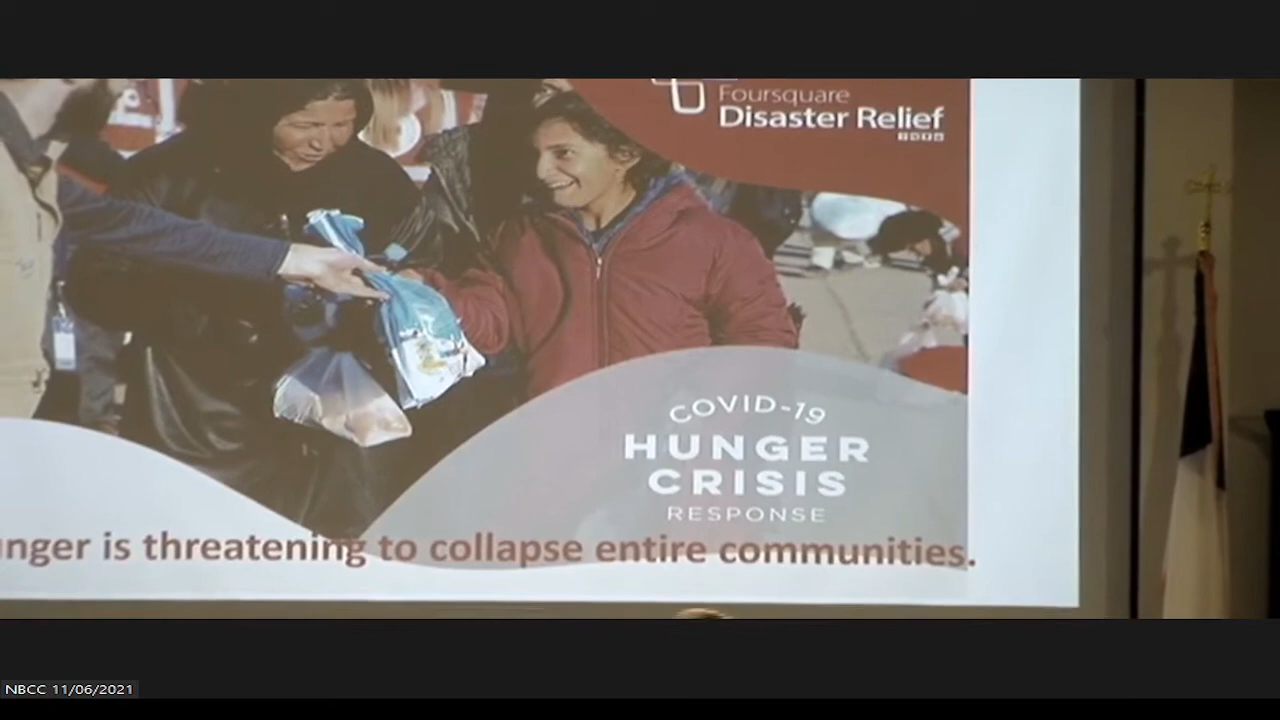 Foursquare
Disaster Relief
COVID-19
HUNGER
CRISIS
RESPONSE
nger is threatening to collapse entire communities.
NBCC 11/06/2021